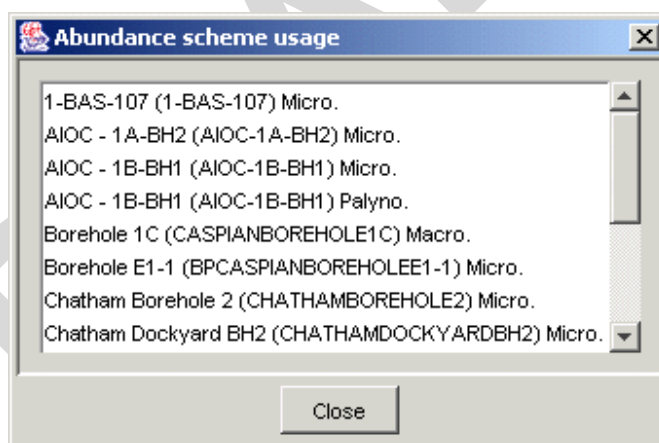 Abundance scheme usage
1-BAS-107 (1-BAS-107) Micro.
AIOC - 1A-BH2 (AIOC-1A-BH2) Micro.
AIOC - 1B-BH1 (AIOC-1B-BH1) Micro.
AIOC - 1B-BH1 (AIOC-1B-BH1) Palyno.
Borehole 1C (CASPIANBOREHOLE1C) Macro.
Borehole E1-1 (BPCASPIANBOREHOLEE1-1) Micro.
Chatham Borehole 2 (CHATHAMBOREHOLE2) Micro.
Chatham Dockyard BH2 (CHATHAMDOCKYARDBH2) Micro.
Close